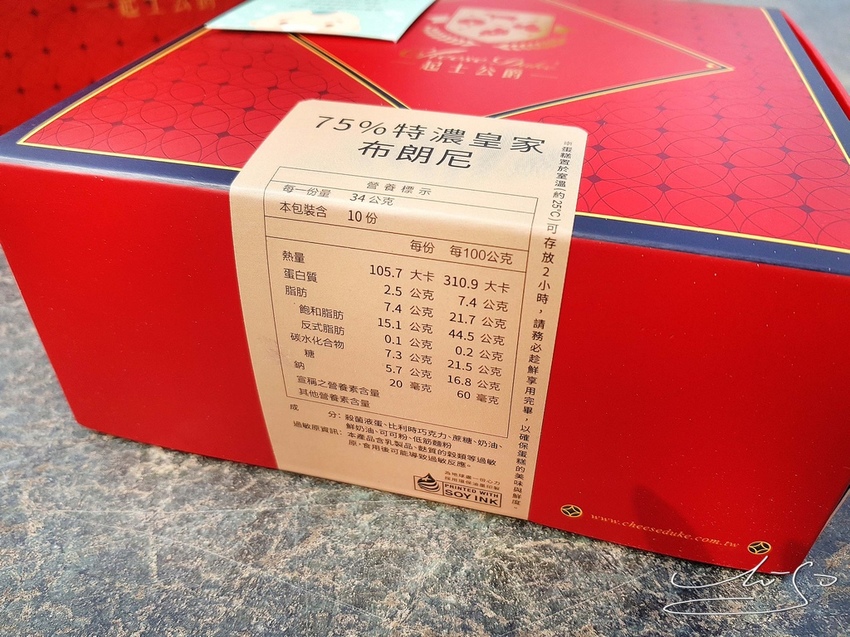 起士公爵
起士公爵
75%特濃皇家
布朗尼
營養標示
每一份量 34 公克
本包裝含 10 份
每份 每100公克
熱量 105.7 大卡 310.9 大卡
蛋白質 2.5 公克 7.4 公克
脂肪 7.4 公克 21.7 公克
飽和脂肪 15.1 公克 44.5 公克
反式脂肪 0.1 公克 0.2 公克
碳水化合物 7.3 公克 21.5 公克
糖 5.7 公克 16.8 公克
鈉 20 毫克 60 毫克
宣稱之營養素含量
其他營養素含量
成 分：殺菌液蛋、比利時巧克力、蔗糖、奶油、
鮮奶油、可可粉、低筋麵粉
過敏原資訊：本產品含乳製品、麩質的穀類等過敏
原，食用後可能導致過敏反應。
PRINTED WITH
SOY INK
※蛋糕置於室溫(約25℃)可存放2小時，請務必趁鮮享用完畢，以確保蛋糕的美味與鮮度。
www.cheeseduke.com.tw